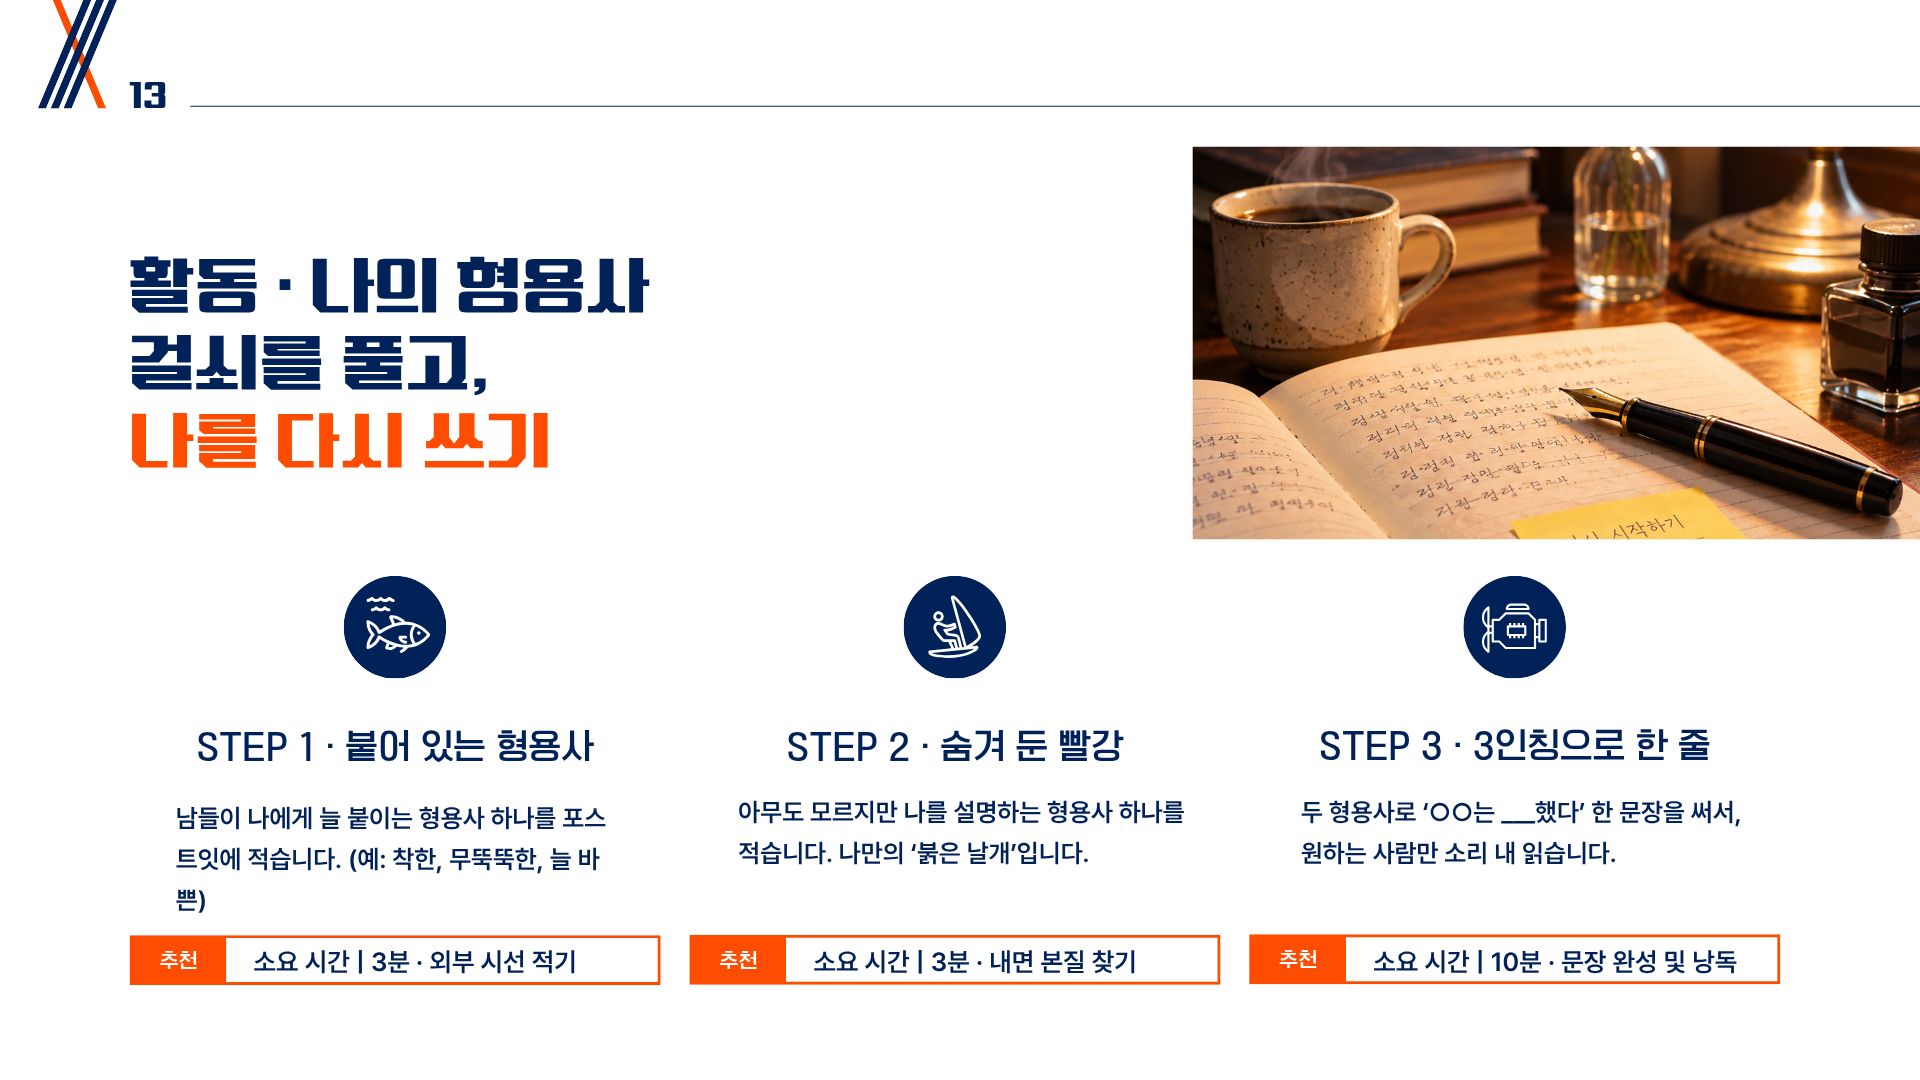 13
활동 · 나의 형용사
걸쇠를 풀고,
나를 다시 쓰기
시작하기
STEP 1 · 붙어 있는 형용사
남들이 나에게 늘 붙이는 형용사 하나를 포스
트잇에 적습니다. (예: 착한, 무뚝뚝한, 늘 바
쁜)
추천 소요 시간 | 3분 · 외부 시선 적기
STEP 2 · 숨겨 둔 빨강
아무도 모르지만 나를 설명하는 형용사 하나를
적습니다. 나만의 ‘붉은 날개’입니다.
추천 소요 시간 | 3분 · 내면 본질 찾기
STEP 3 · 3인칭으로 한 줄
두 형용사로 ‘○○는 ___했다’ 한 문장을 써서,
원하는 사람만 소리 내 읽습니다.
추천 소요 시간 | 10분 · 문장 완성 및 낭독